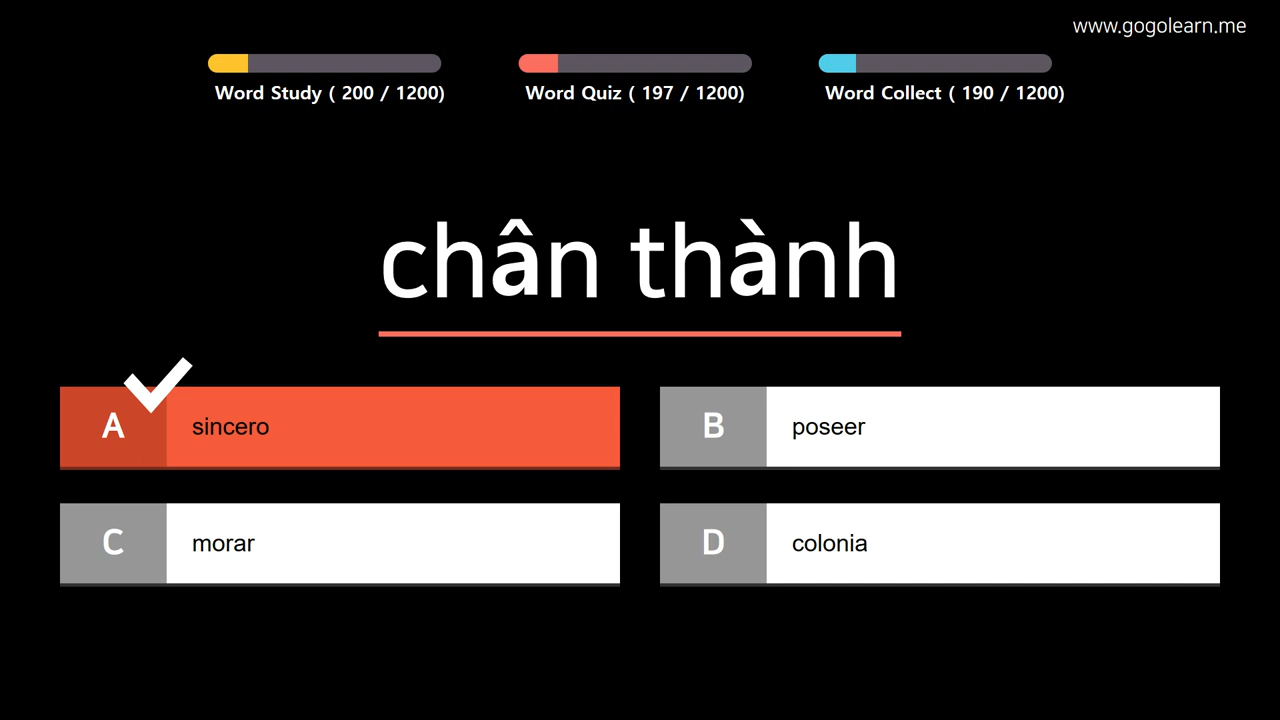 www.gogolearn.me
Word Study ( 200 / 1200)
Word Quiz ( 197 / 1200)
Word Collect ( 190 / 1200)
chân thành
A sincero
B poseer
C morar
D colonia